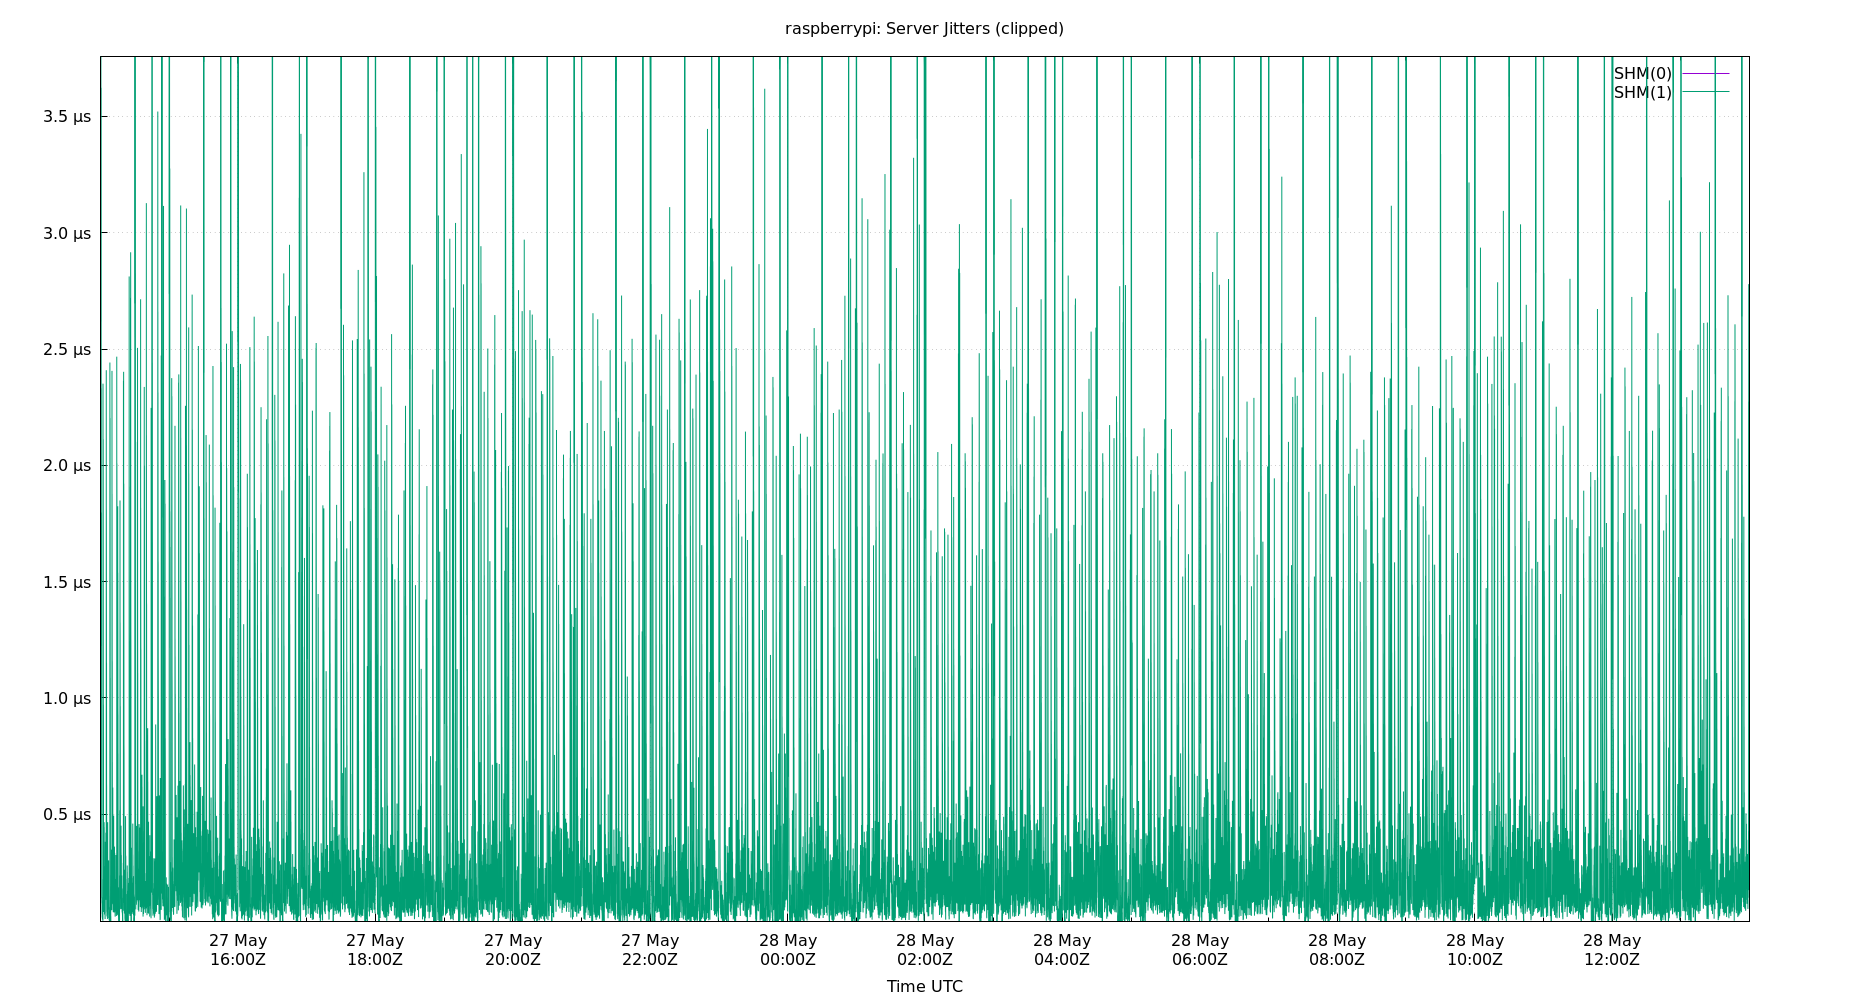 raspberrypi: Server Jitters (clipped)
SHM(0)
SHM(1)
3.5 µs
3.0 µs
2.5 µs
2.0 µs
1.5 µs
1.0 µs
0.5 µs
27 May 27 May 27 May 27 May 28 May 28 May 28 May 28 May 28 May 28 May 28 May
16:00Z 18:00Z 20:00Z 22:00Z 00:00Z 02:00Z 04:00Z 06:00Z 08:00Z 10:00Z 12:00Z
Time UTC